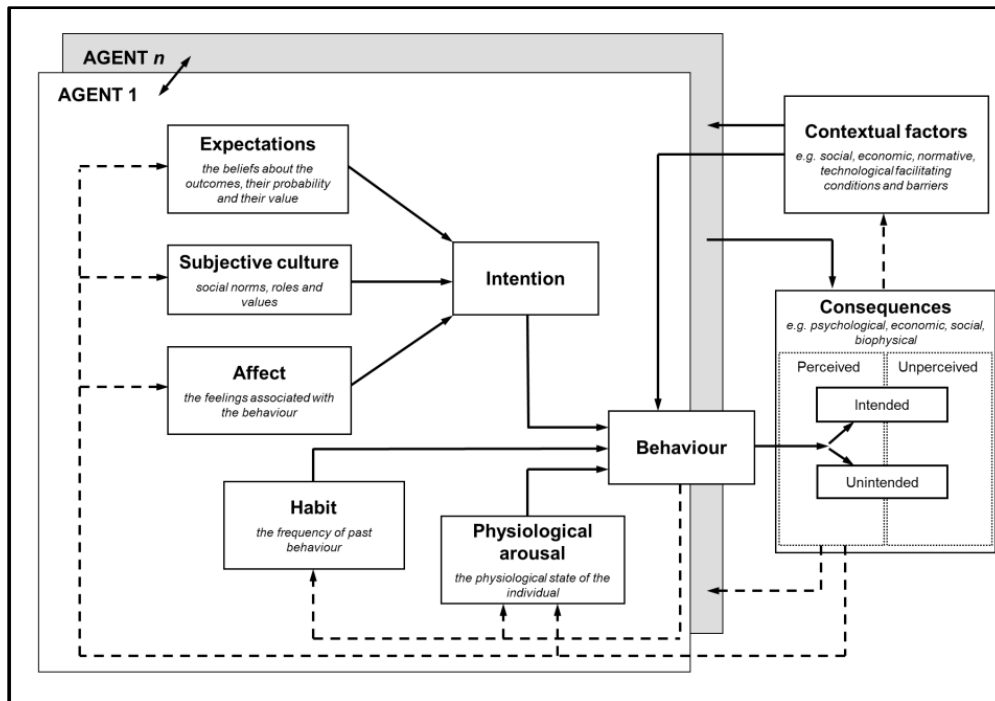 AGENT n
AGENT 1
Expectations
the beliefs about the
outcomes, their probability
and their value
Subjective culture
social norms, roles and
values
Affect
the feelings associated with
the behaviour
Intention
Habit
the frequency of past
behaviour
Physiological
arousal
the physiological state of the
individual
Behaviour
Contextual factors
e.g. social, economic, normative,
technological facilitating
conditions and barriers
Consequences
e.g. psychological, economic, social,
biophysical
Perceived
Unperceived
Intended
Unintended